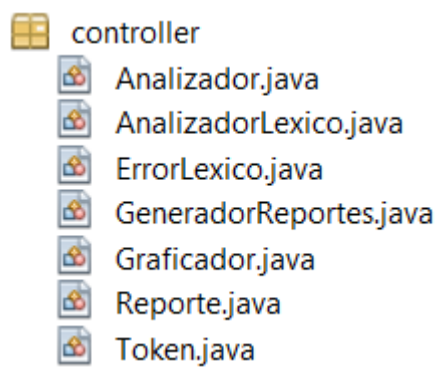 controller
Analizador.java
AnalizadorLexico.java
ErrorLexico.java
GeneradorReportes.java
Graficador.java
Reporte.java
Token.java